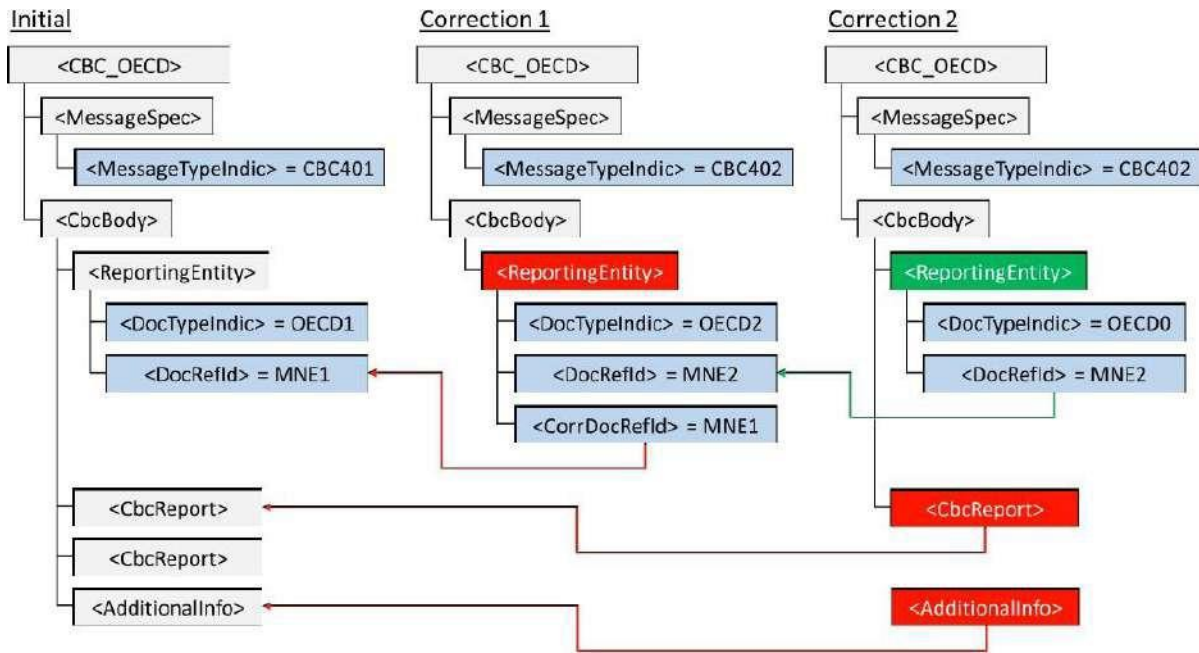 Initial
<CBC_OECD>
<MessageSpec>
<MessageTypeIndic> = CBC401
<CbcBody>
<ReportingEntity>
<DocTypeIndic> = OECD1
<DocRefId> = MNE1
<CbcReport>
<CbcReport>
<AdditionalInfo>
Correction 1
<CBC_OECD>
<MessageSpec>
<MessageTypeIndic> = CBC402
<CbcBody>
<ReportingEntity>
<DocTypeIndic> = OECD2
<DocRefId> = MNE2
<CorrDocRefId> = MNE1
Correction 2
<CBC_OECD>
<MessageSpec>
<MessageTypeIndic> = CBC402
<CbcBody>
<ReportingEntity>
<DocTypeIndic> = OECD0
<DocRefId> = MNE2
<CbcReport>
<AdditionalInfo>